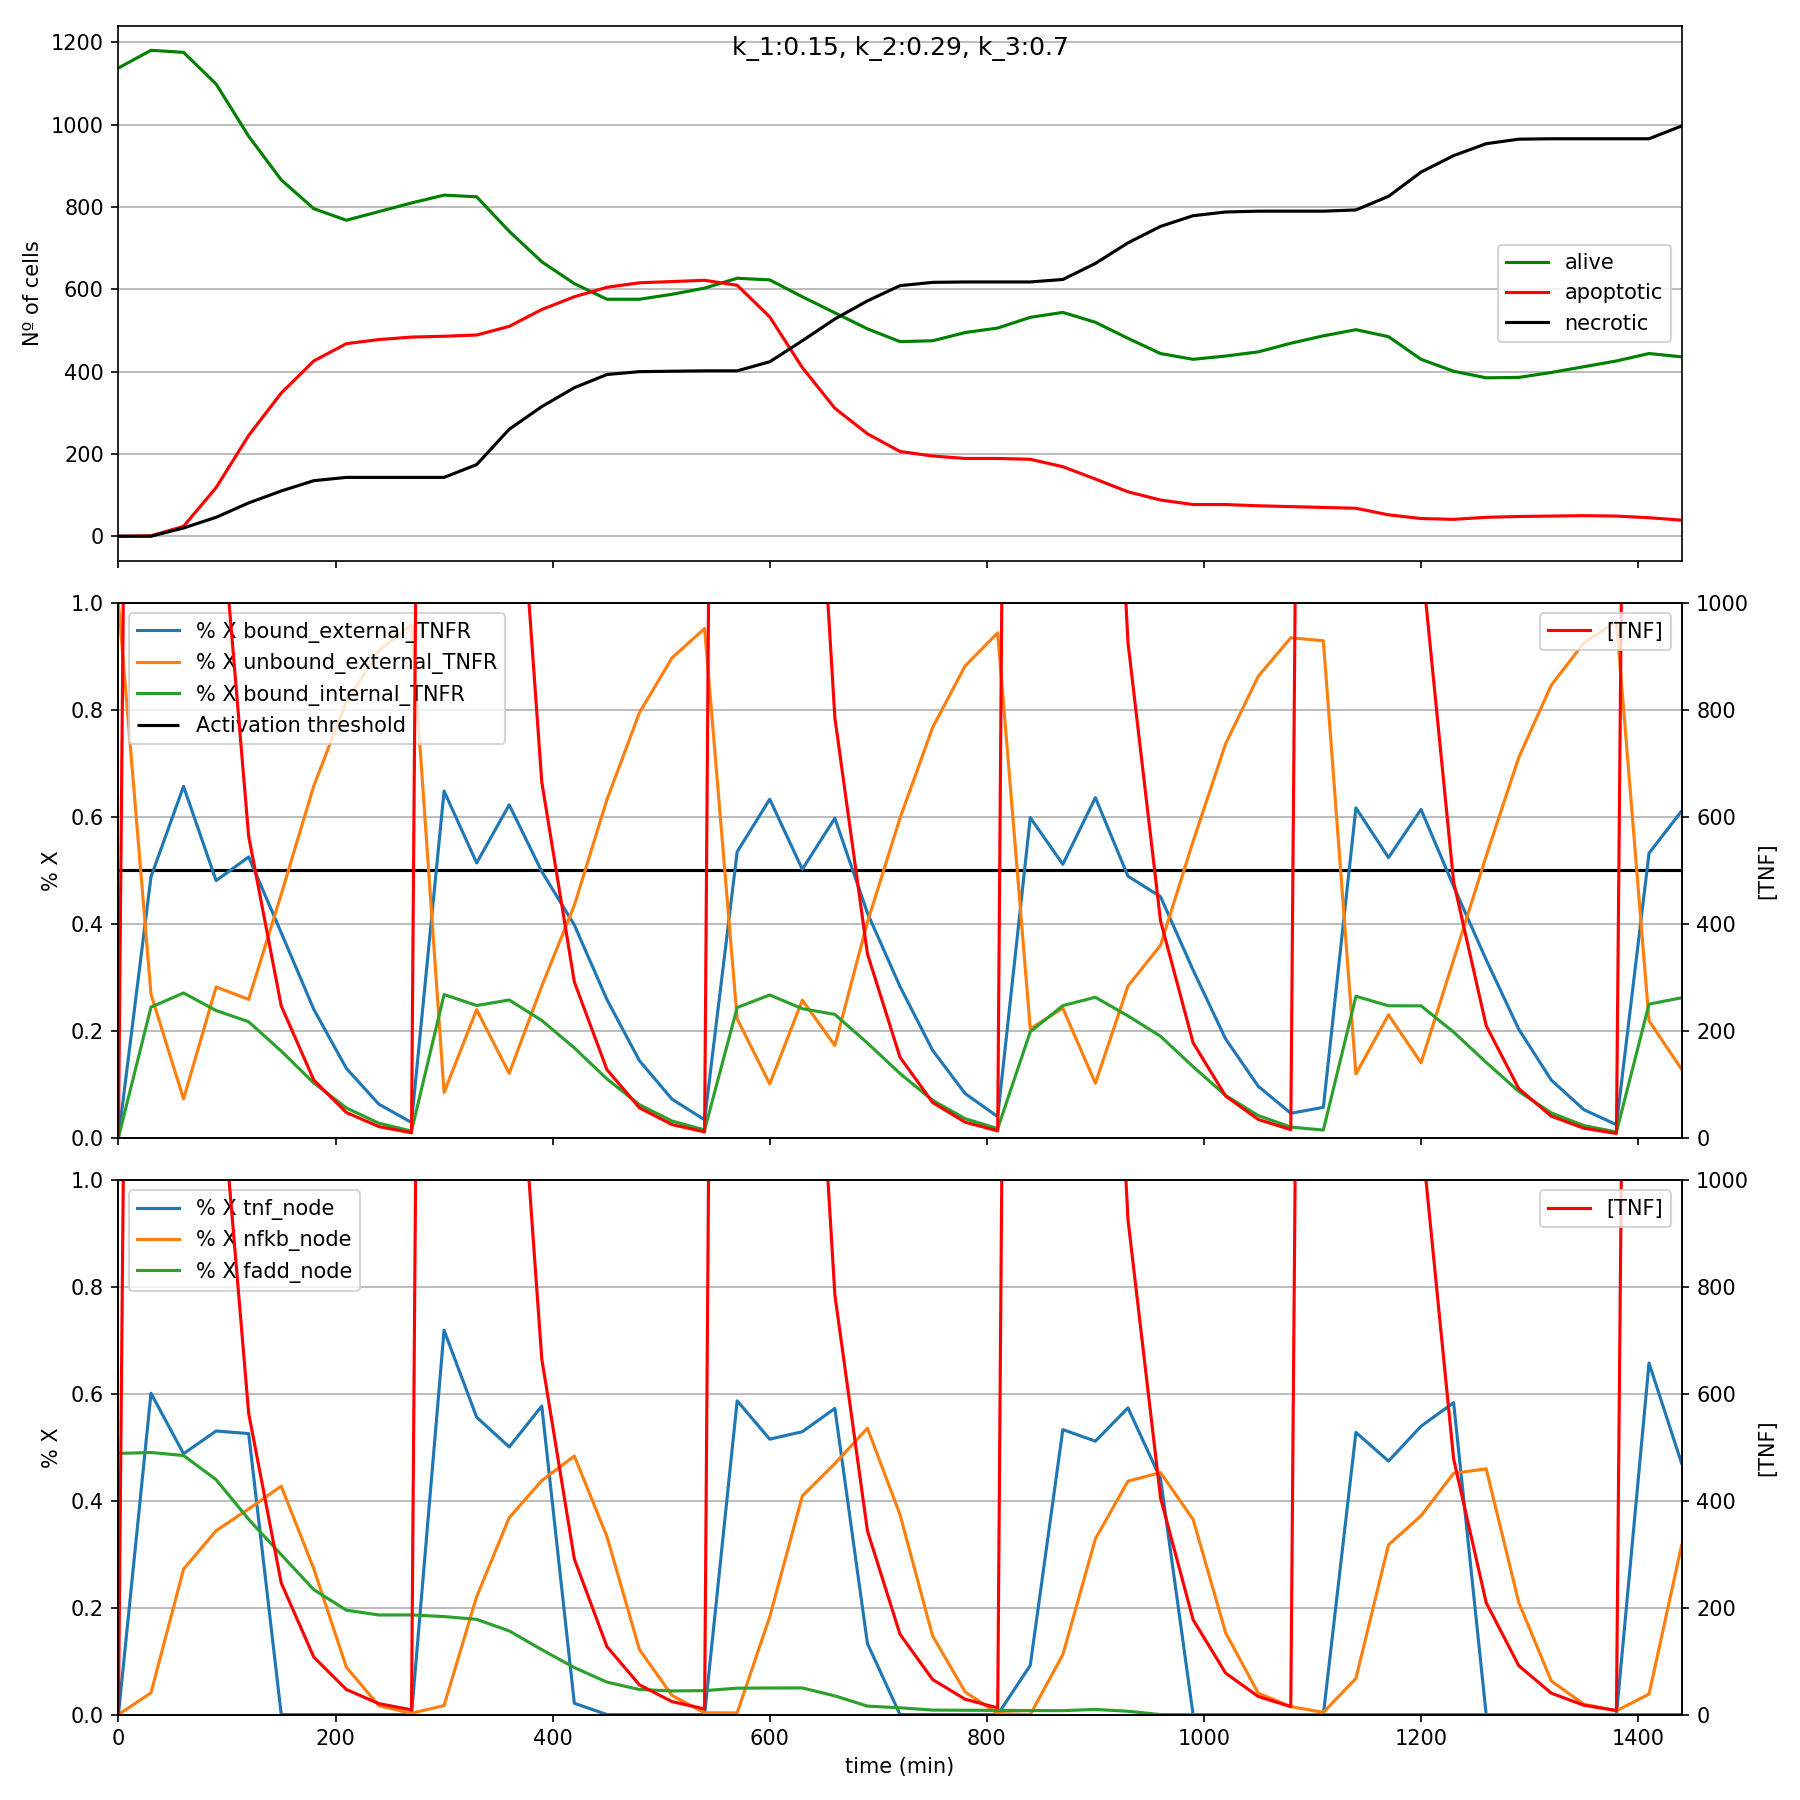 k_1:0.15, k_2:0.29, k_3:0.7
1200
1000
800
600
400
200
0
Nº of cells
alive
apoptotic
necrotic
1.0
0.8
0.6
0.4
0.2
0.0
% X
% X bound_external_TNFR
% X unbound_external_TNFR
% X bound_internal_TNFR
Activation threshold
[TNF]
1000
800
600
400
200
0
[TNF]
1.0
0.8
0.6
0.4
0.2
0.0
% X
% X tnf_node
% X nfkb_node
% X fadd_node
[TNF]
1000
800
600
400
200
0
[TNF]
0 200 400 600 800 1000 1200 1400
time (min)